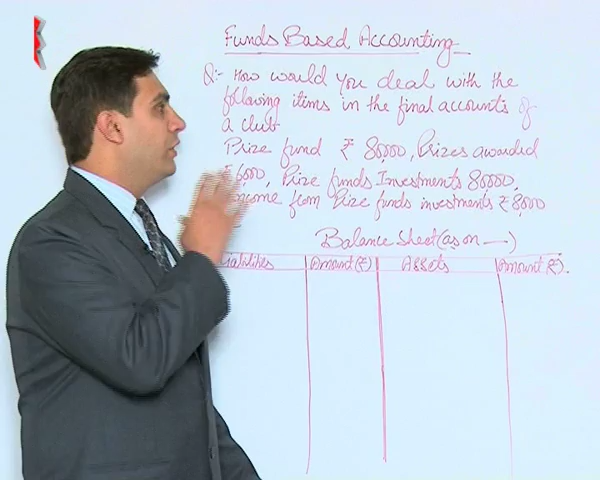 Funds Based Accounting
Q:- How would you deal with the
following items in the final accounts of
a club
Prize fund ₹ 80,000, Prizes awarded
₹ 6,000, Prize funds Investments 80,000,
Income from Prize funds investments ₹ 8,000
Balance Sheet (as on —)
Liabilities Amount (₹) Assets Amount (₹).